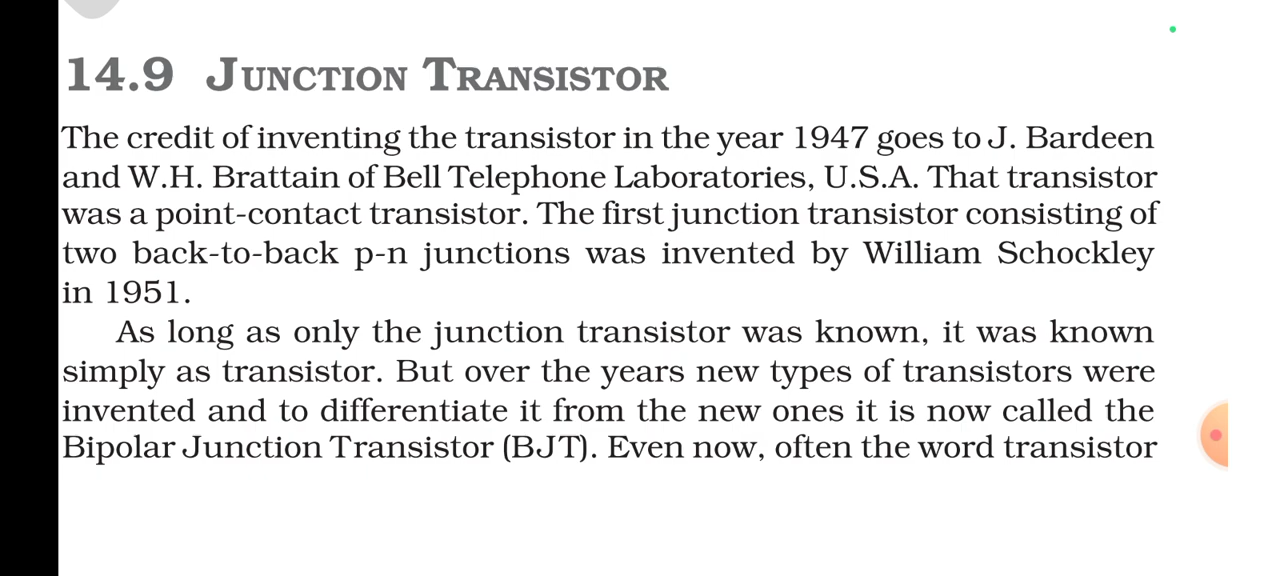 14.9 JUNCTION TRANSISTOR
The credit of inventing the transistor in the year 1947 goes to J. Bardeen
and W.H. Brattain of Bell Telephone Laboratories, U.S.A. That transistor
was a point-contact transistor. The first junction transistor consisting of
two back-to-back p-n junctions was invented by William Schockley
in 1951.
As long as only the junction transistor was known, it was known
simply as transistor. But over the years new types of transistors were
invented and to differentiate it from the new ones it is now called the
Bipolar Junction Transistor (BJT). Even now, often the word transistor